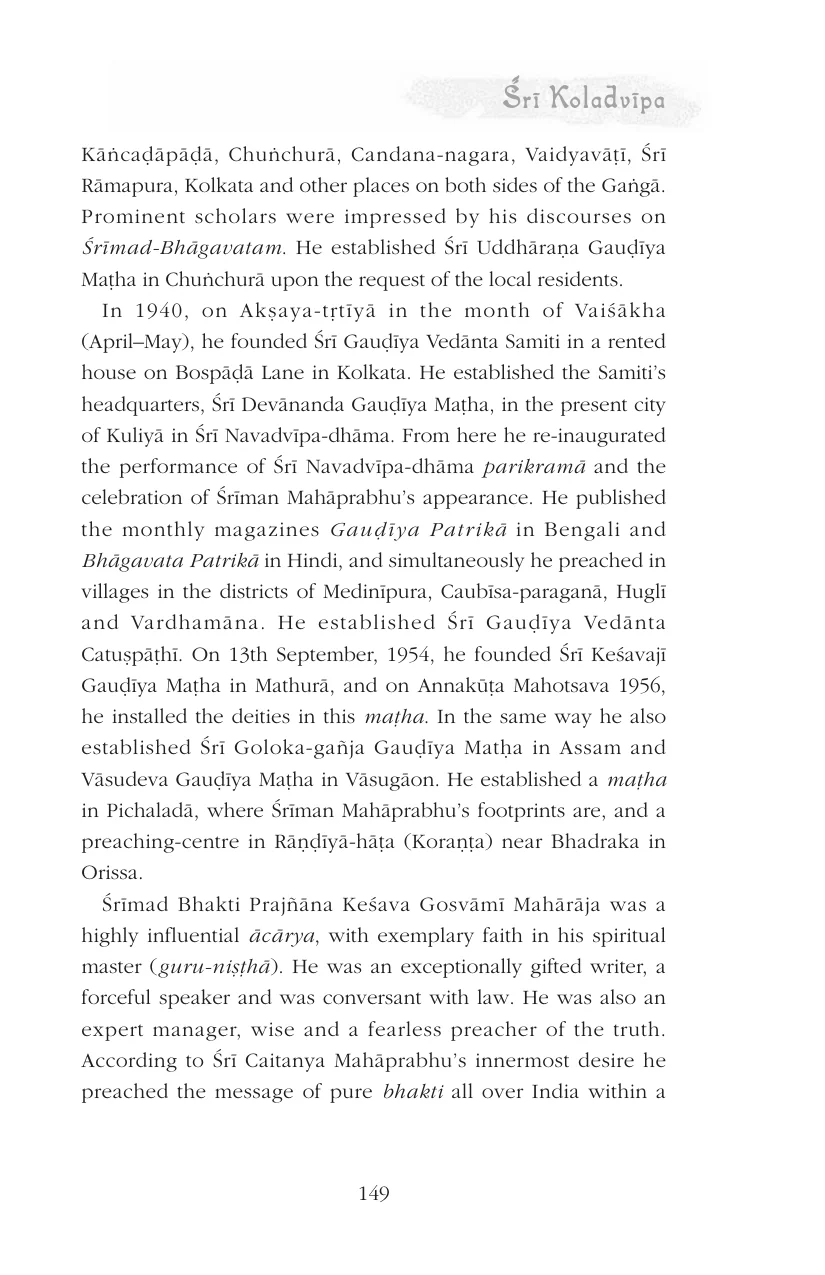 Śrī Koladvīpa
Kāṅcaḍāpāḍā, Chuṅchurā, Candana-nagara, Vaidyavāṭī, Śrī
Rāmapura, Kolkata and other places on both sides of the Gaṅgā.
Prominent scholars were impressed by his discourses on
Śrīmad-Bhāgavatam. He established Śrī Uddhāraṇa Gauḍīya
Maṭha in Chuṅchurā upon the request of the local residents.
In 1940, on Akṣaya-tṛtīyā in the month of Vaiśākha
(April–May), he founded Śrī Gauḍīya Vedānta Samiti in a rented
house on Bospāḍā Lane in Kolkata. He established the Samiti’s
headquarters, Śrī Devānanda Gauḍīya Maṭha, in the present city
of Kuliyā in Śrī Navadvīpa-dhāma. From here he re-inaugurated
the performance of Śrī Navadvīpa-dhāma parikramā and the
celebration of Śrīman Mahāprabhu’s appearance. He published
the monthly magazines Gauḍīya Patrikā in Bengali and
Bhāgavata Patrikā in Hindi, and simultaneously he preached in
villages in the districts of Medinīpura, Caubīsa-paraganā, Huglī
and Vardhamāna. He established Śrī Gauḍīya Vedānta
Catuṣpāṭhī. On 13th September, 1954, he founded Śrī Keśavajī
Gauḍīya Maṭha in Mathurā, and on Annakūṭa Mahotsava 1956,
he installed the deities in this maṭha. In the same way he also
established Śrī Goloka-gañja Gauḍīya Maṭha in Assam and
Vāsudeva Gauḍīya Maṭha in Vāsugāon. He established a maṭha
in Pichaladā, where Śrīman Mahāprabhu’s footprints are, and a
preaching-centre in Rāṇḍīyā-hāṭa (Koraṇṭa) near Bhadraka in
Orissa.
Śrīmad Bhakti Prajñāna Keśava Gosvāmī Mahārāja was a
highly influential ācārya, with exemplary faith in his spiritual
master (guru-niṣṭhā). He was an exceptionally gifted writer, a
forceful speaker and was conversant with law. He was also an
expert manager, wise and a fearless preacher of the truth.
According to Śrī Caitanya Mahāprabhu’s innermost desire he
preached the message of pure bhakti all over India within a
149